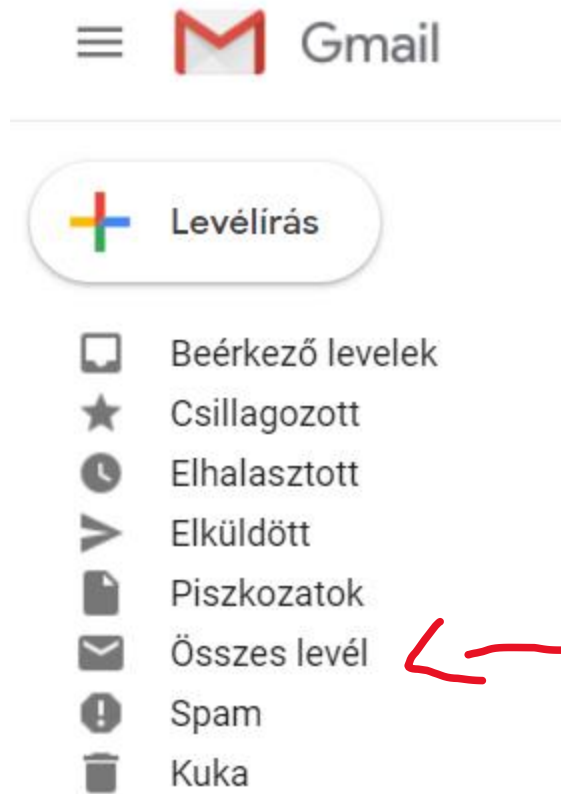 Gmail
Levélírás
Beérkező levelek
Csillagozott
Elhalasztott
Elküldött
Piszkozatok
Összes levél
Spam
Kuka